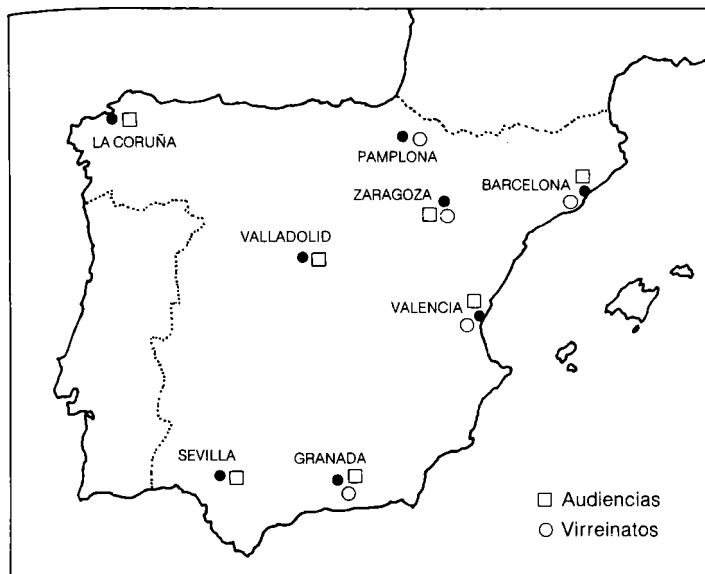 LA CORUÑA
PAMPLONA
ZARAGOZA
BARCELONA
VALLADOLID
VALENCIA
SEVILLA
GRANADA
Audiencias
Virreinatos